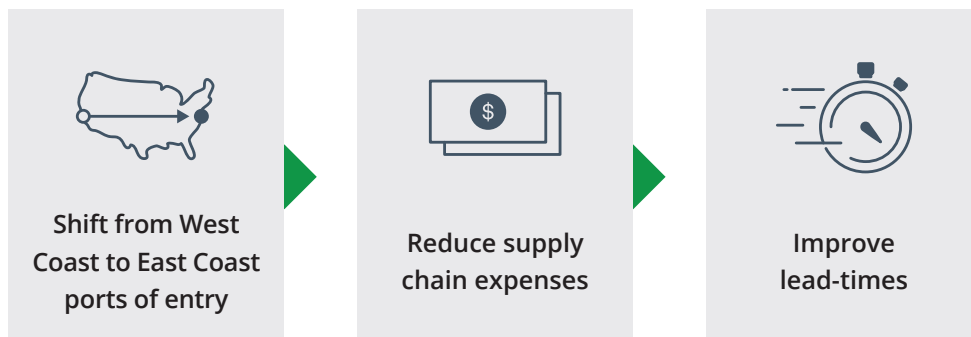 $
Shift from West
Coast to East Coast
ports of entry
Reduce supply
chain expenses
Improve
lead-times